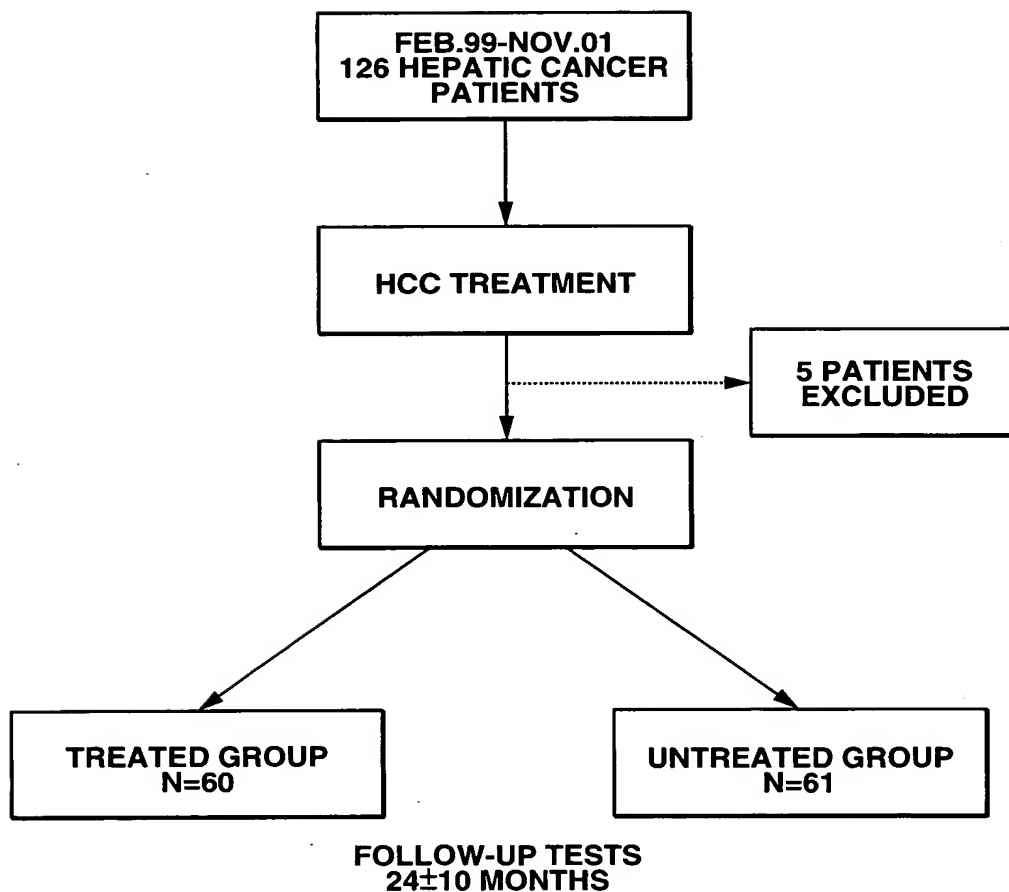 FEB.99-NOV.01
126 HEPATIC CANCER
PATIENTS
HCC TREATMENT
5 PATIENTS
EXCLUDED
RANDOMIZATION
TREATED GROUP
N=60
UNTREATED GROUP
N=61
FOLLOW-UP TESTS
24±10 MONTHS